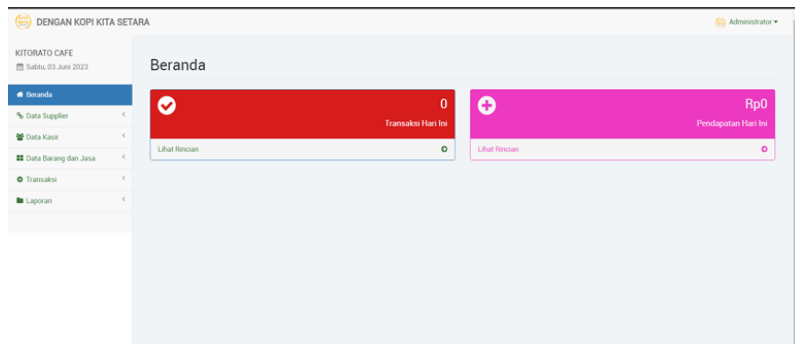 DENGAN KOPI KITA SETARA
Administrator
KITORATO CAFE
Sabtu, 03 Juni 2023
Beranda
Data Supplier
Data Kasir
Data Barang dan Jasa
Transaksi
Laporan
Beranda
0
Transaksi Hari Ini
Lihat Rincian
Rp0
Pendapatan Hari Ini
Lihat Rincian